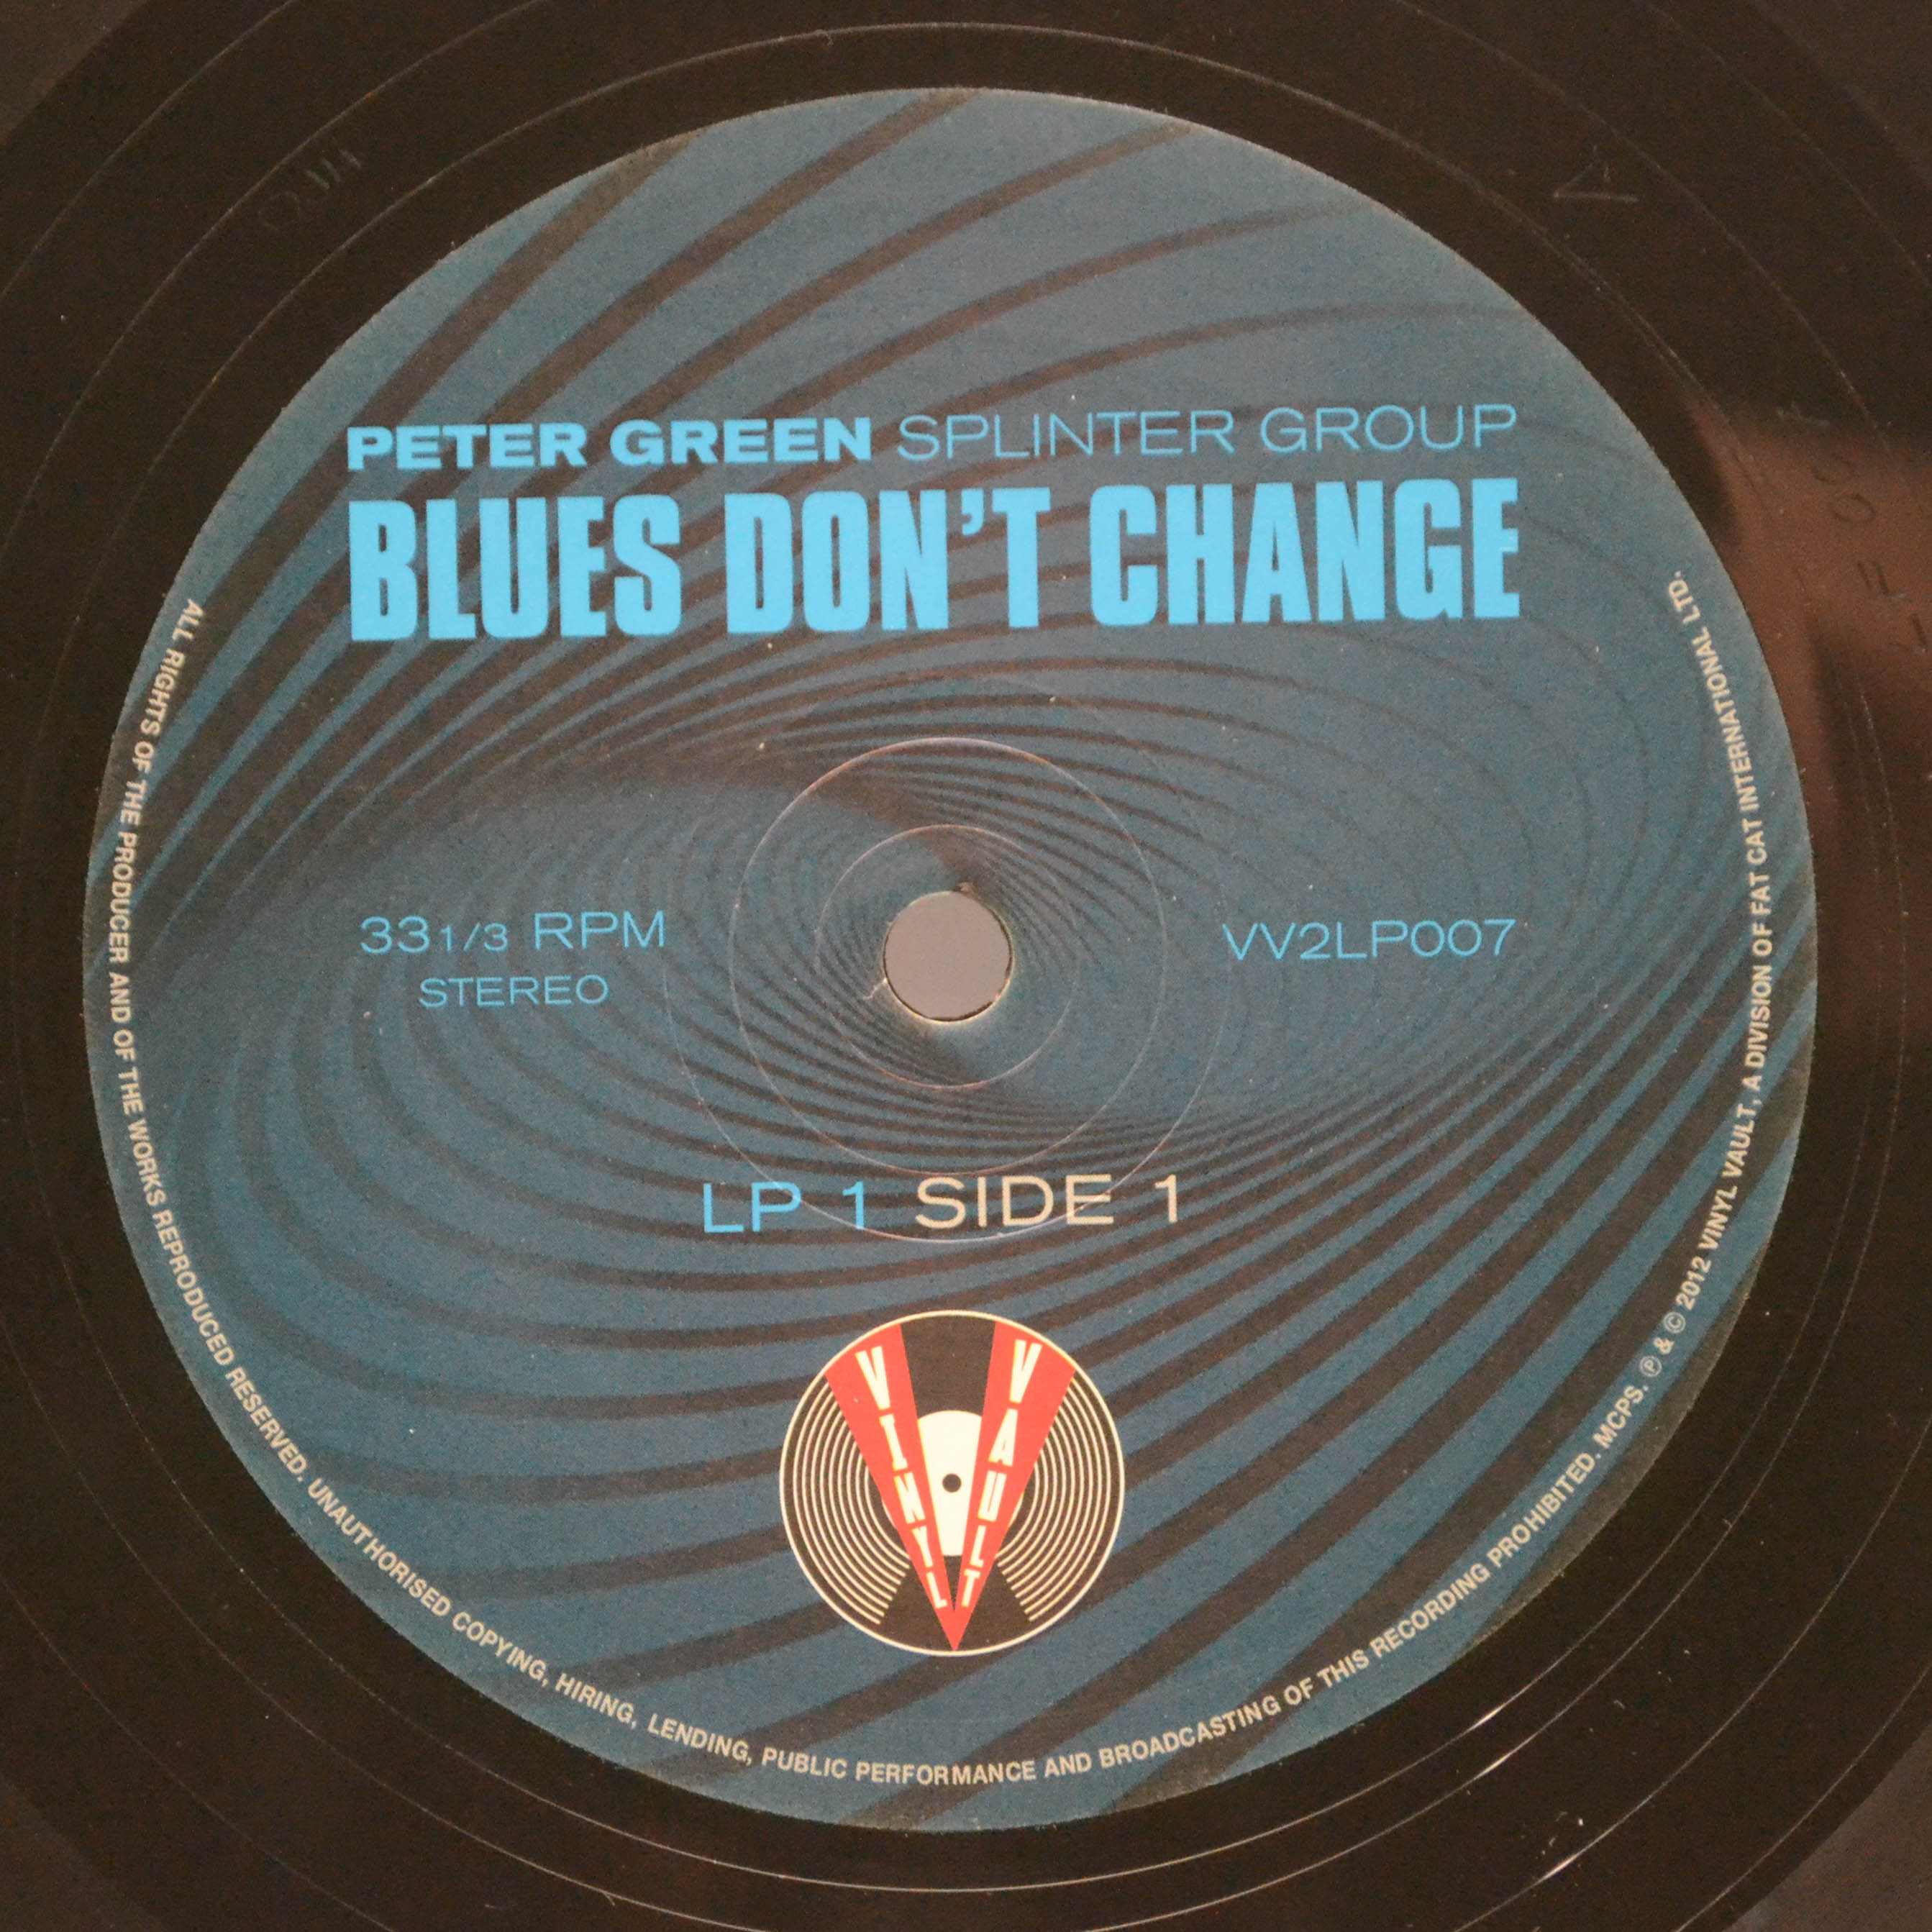 PETER GREEN SPLINTER GROUP
BLUES DON'T CHANGE
33 1/3 RPM
STEREO
VV2LP007
LP 1 SIDE 1
VINYL VAULT
ALL RIGHTS OF THE PRODUCER AND OF THE WORKS REPRODUCED RESERVED. UNAUTHORISED COPYING, HIRING, LENDING, PUBLIC PERFORMANCE AND BROADCASTING OF THIS RECORDING PROHIBITED. MCPS. ℗ & © 2012 VINYL VAULT, A DIVISION OF FAT CAT INTERNATIONAL LTD.